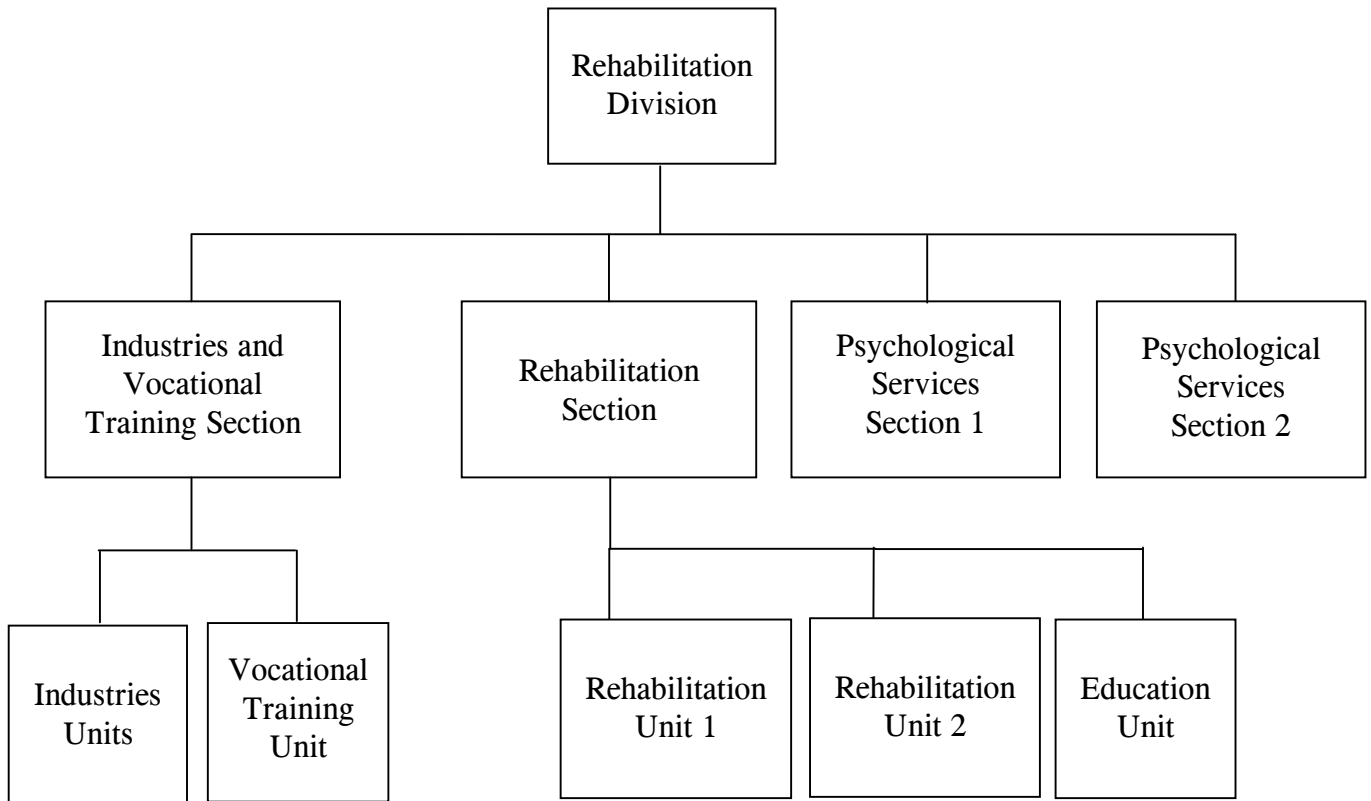 Rehabilitation
Division
Industries and
Vocational
Training Section
Rehabilitation
Section
Psychological
Services
Section 1
Psychological
Services
Section 2
Industries
Units
Vocational
Training
Unit
Rehabilitation
Unit 1
Rehabilitation
Unit 2
Education
Unit